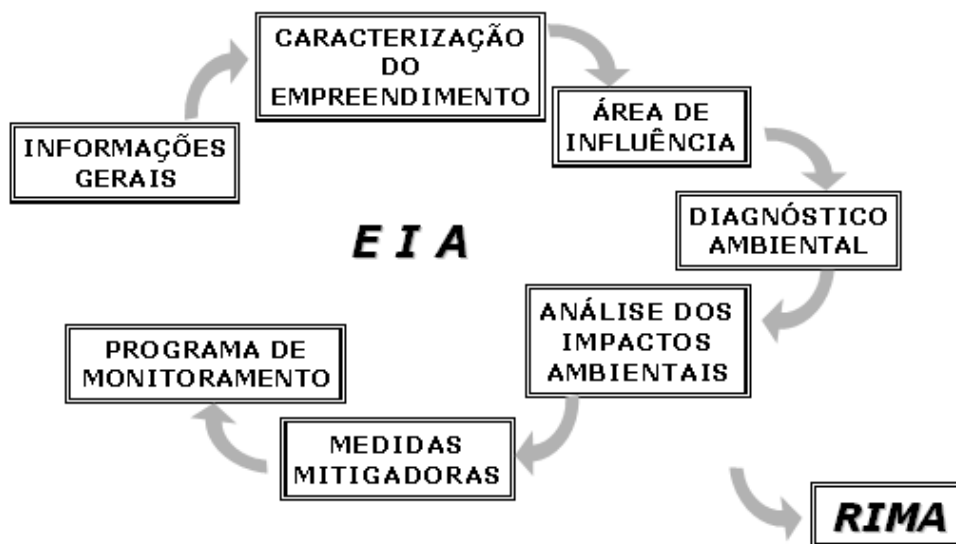 INFORMAÇÕES
GERAIS
CARACTERIZAÇÃO
DO
EMPREENDIMENTO
ÁREA DE
INFLUÊNCIA
DIAGNÓSTICO
AMBIENTAL
E I A
ANÁLISE DOS
IMPACTOS
AMBIENTAIS
MEDIDAS
MITIGADORAS
PROGRAMA DE
MONITORAMENTO
RIMA